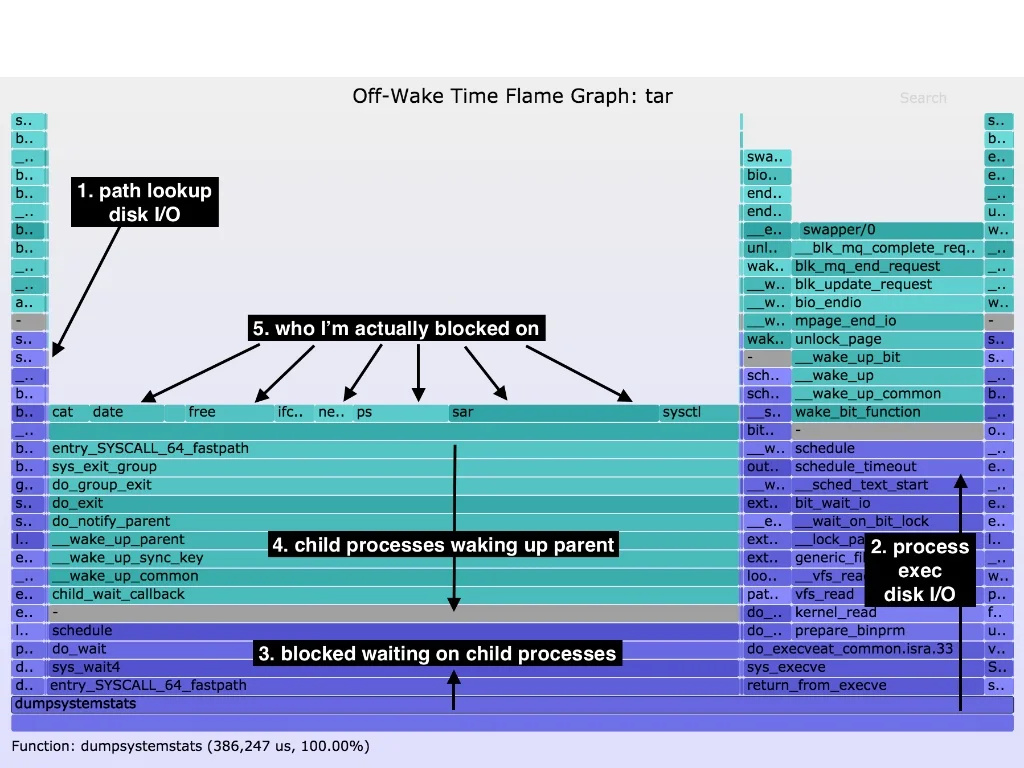 Off-Wake Time Flame Graph: tar
Search
s..
b..
_..
b..
b..
_..
b..
b..
_..
_..
a..
-
s..
s..
_..
b..
b..
_..
b..
b..
g..
s..
s..
l..
e..
_..
e..
e..
l..
p..
d..
d..
1. path lookup
disk I/O
5. who I'm actually blocked on
cat date free ifc.. ne.. ps sar sysctl
entry_SYSCALL_64_fastpath
sys_exit_group
do_group_exit
do_exit
do_notify_parent
__wake_up_parent
4. child processes waking up parent
__wake_up_sync_key
__wake_up_common
child_wait_callback
-
schedule
do_wait
3. blocked waiting on child processes
sys_wait4
entry_SYSCALL_64_fastpath
swa..
bio..
end..
end..
__e..
unl..
wak..
__w..
__w..
__w..
wak..
-
sch..
sch..
__s..
bit..
__w..
out..
__w..
ext..
__e..
ext..
ext..
loo..
pat..
do_..
do_..
swapper/0
__blk_mq_complete_req..
blk_mq_end_request
blk_update_request
bio_endio
mpage_end_io
unlock_page
__wake_up_bit
__wake_up
__wake_up_common
wake_bit_function
-
schedule
schedule_timeout
__sched_text_start
bit_wait_io
__wait_on_bit_lock
__lock_pa
generic_fil
__vfs_rea
vfs_read
kernel_read
prepare_binprm
2. process
exec
disk I/O
do_execveat_common.isra.33
sys_execve
return_from_execve
s..
b..
e..
e..
_..
u..
w..
_..
_..
_..
w..
-
s..
s..
_..
b..
_..
o..
_..
e..
_..
e..
e..
l..
_..
w..
p..
f..
u..
v..
S..
s..
dumpsystemstats
Function: dumpsystemstats (386,247 us, 100.00%)